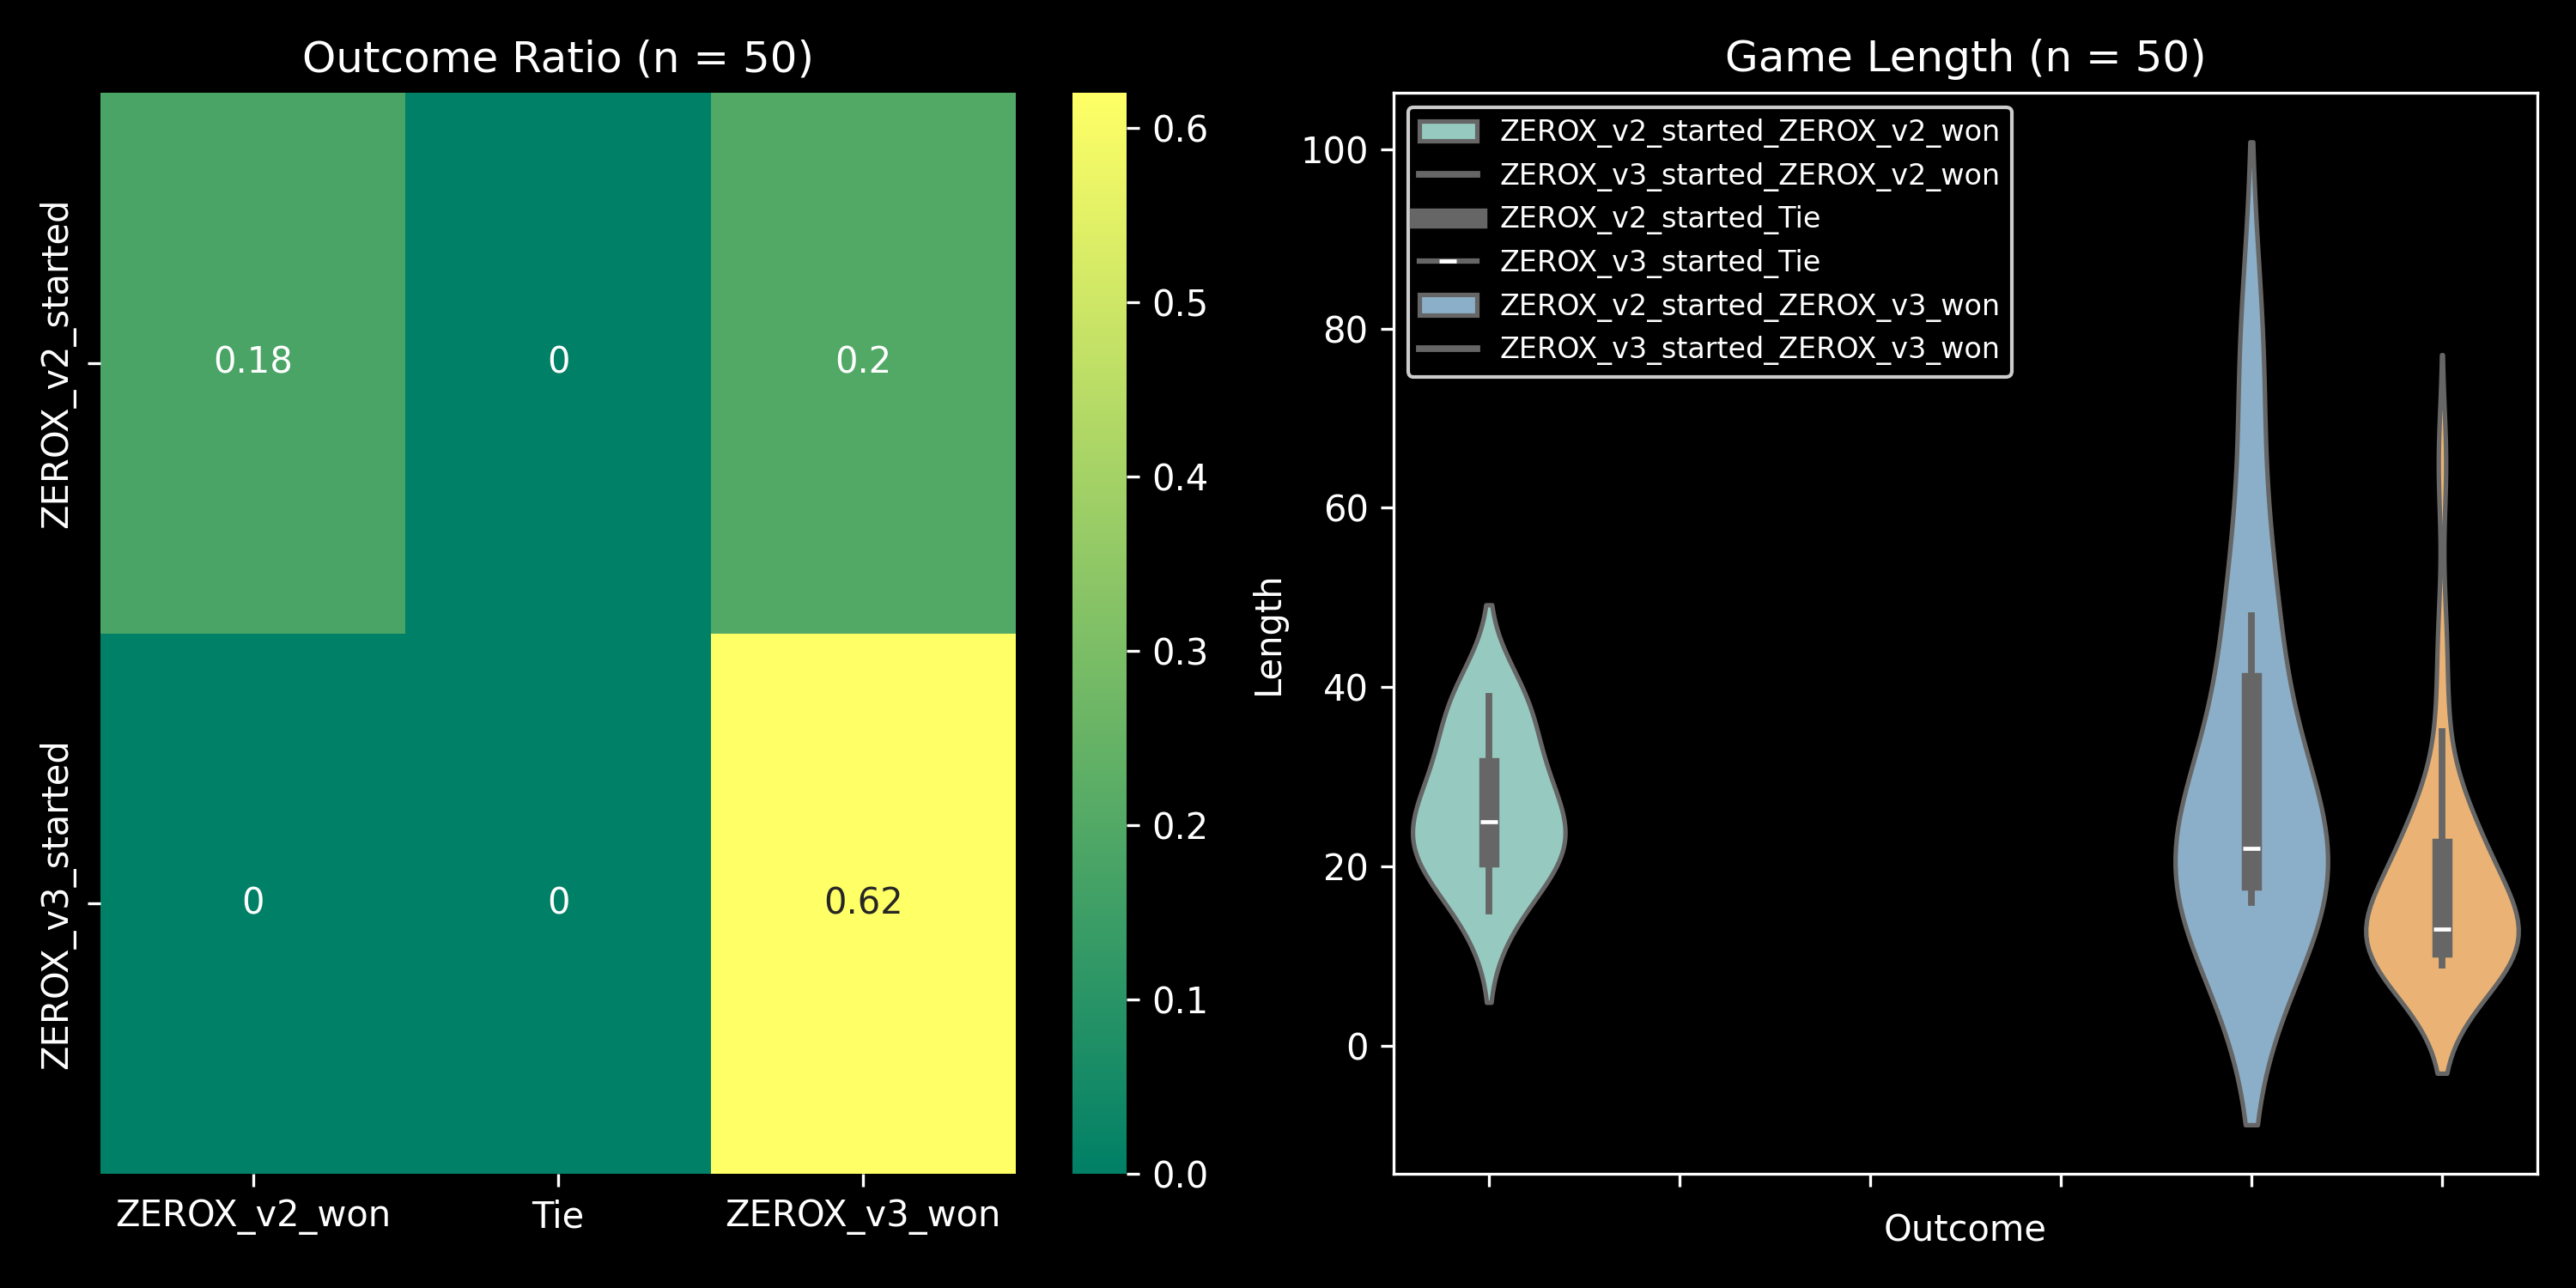 Outcome Ratio (n = 50)
ZEROX_v2_started
ZEROX_v3_started
0.18
0
0.2
0
0
0.62
ZEROX_v2_won
Tie
ZEROX_v3_won
0.6
0.5
0.4
0.3
0.2
0.1
0.0
Game Length (n = 50)
Length
100
80
60
40
20
0
ZEROX_v2_started_ZEROX_v2_won
ZEROX_v3_started_ZEROX_v2_won
ZEROX_v2_started_Tie
ZEROX_v3_started_Tie
ZEROX_v2_started_ZEROX_v3_won
ZEROX_v3_started_ZEROX_v3_won
Outcome